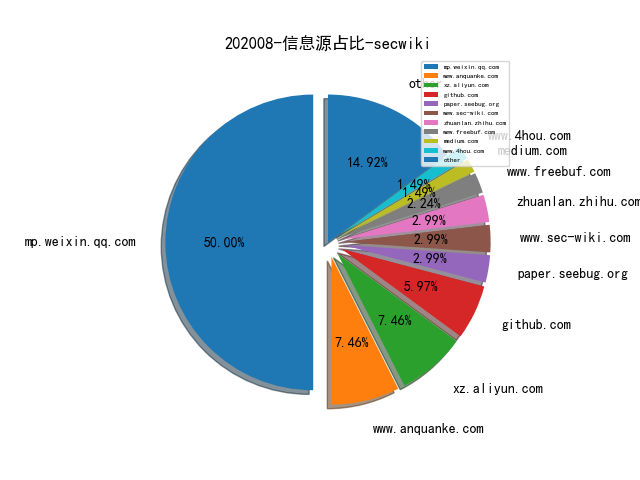 202008-信息源占比-secwiki
mp.weixin.qq.com
www.anquanke.com
xz.aliyun.com
github.com
paper.seebug.org
www.sec-wiki.com
zhuanlan.zhihu.com
www.freebuf.com
medium.com
www.4hou.com
other
other
www.4hou.com
medium.com
www.freebuf.com
zhuanlan.zhihu.com
www.sec-wiki.com
paper.seebug.org
github.com
xz.aliyun.com
www.anquanke.com
mp.weixin.qq.com
14.92%
1.49%
1.49%
2.24%
2.99%
2.99%
2.99%
5.97%
7.46%
7.46%
50.00%